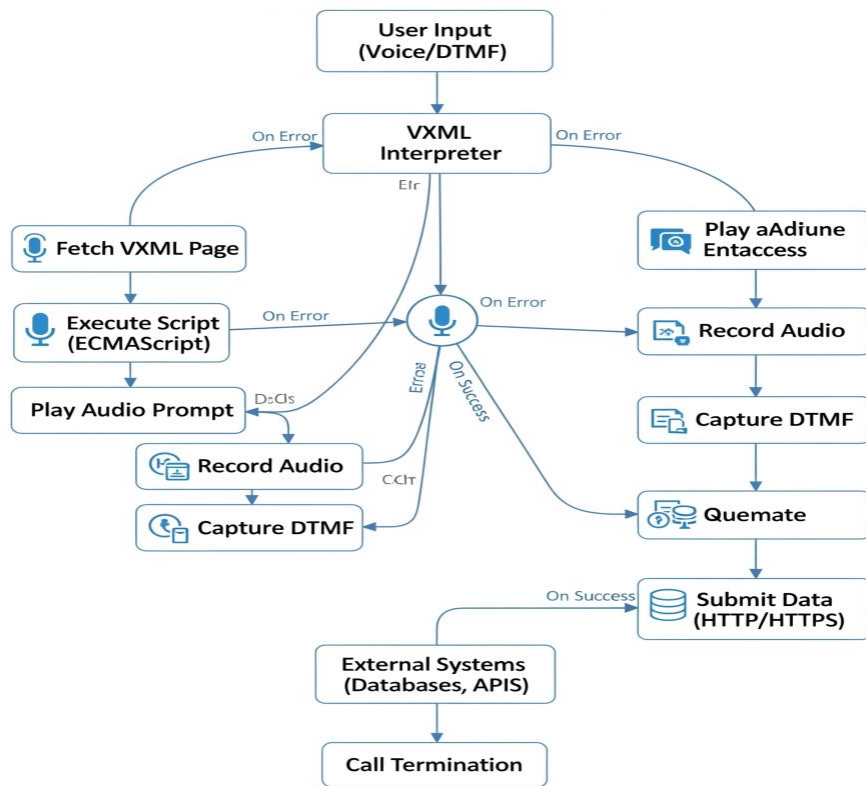 User Input
(Voice/DTMF)
VXML
Interpreter
On Error
On Error
Fetch VXML Page
Play aAdiune
Entaccess
Execute Script
(ECMAScript)
On Error
On Error
Record Audio
Play Audio Prompt
Error
On Success
Capture DTMF
Record Audio
Capture DTMF
Quemate
On Success
Submit Data
(HTTP/HTTPS)
External Systems
(Databases, APIS)
Call Termination